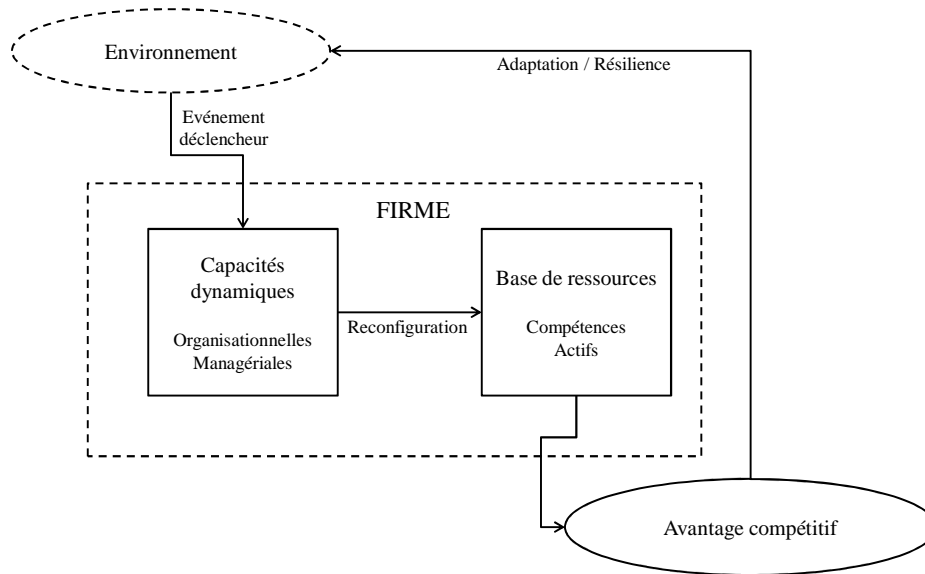 Environnement
Adaptation / Résilience
Evénement
déclencheur
FIRME
Capacités
dynamiques
Organisationnelles
Managériales
Reconfiguration
Base de ressources
Compétences
Actifs
Avantage compétitif